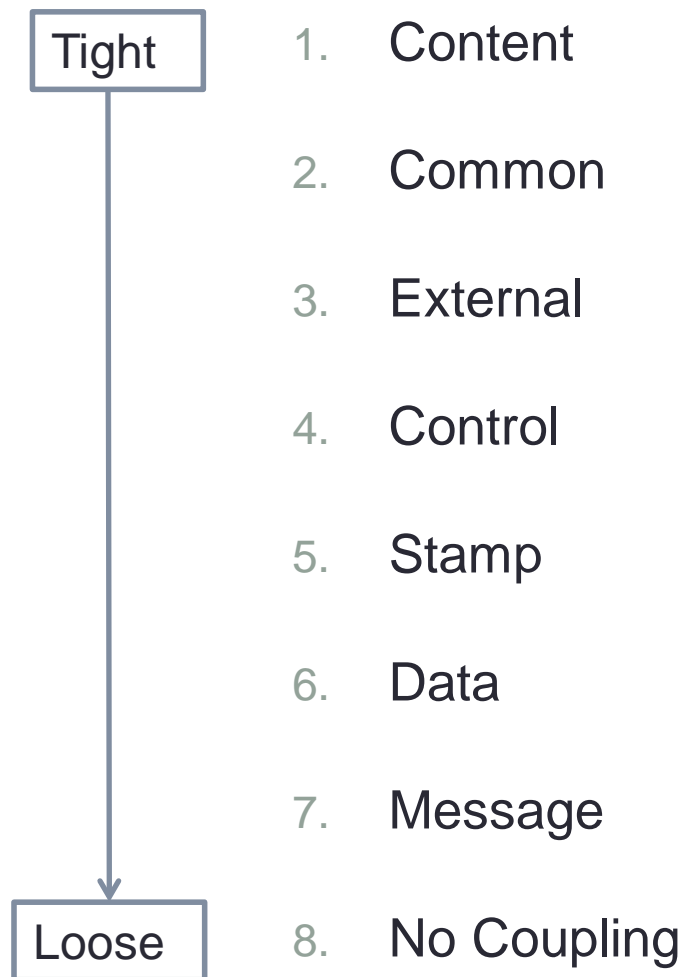 Tight
1. Content
2. Common
3. External
4. Control
5. Stamp
6. Data
7. Message
Loose
8. No Coupling